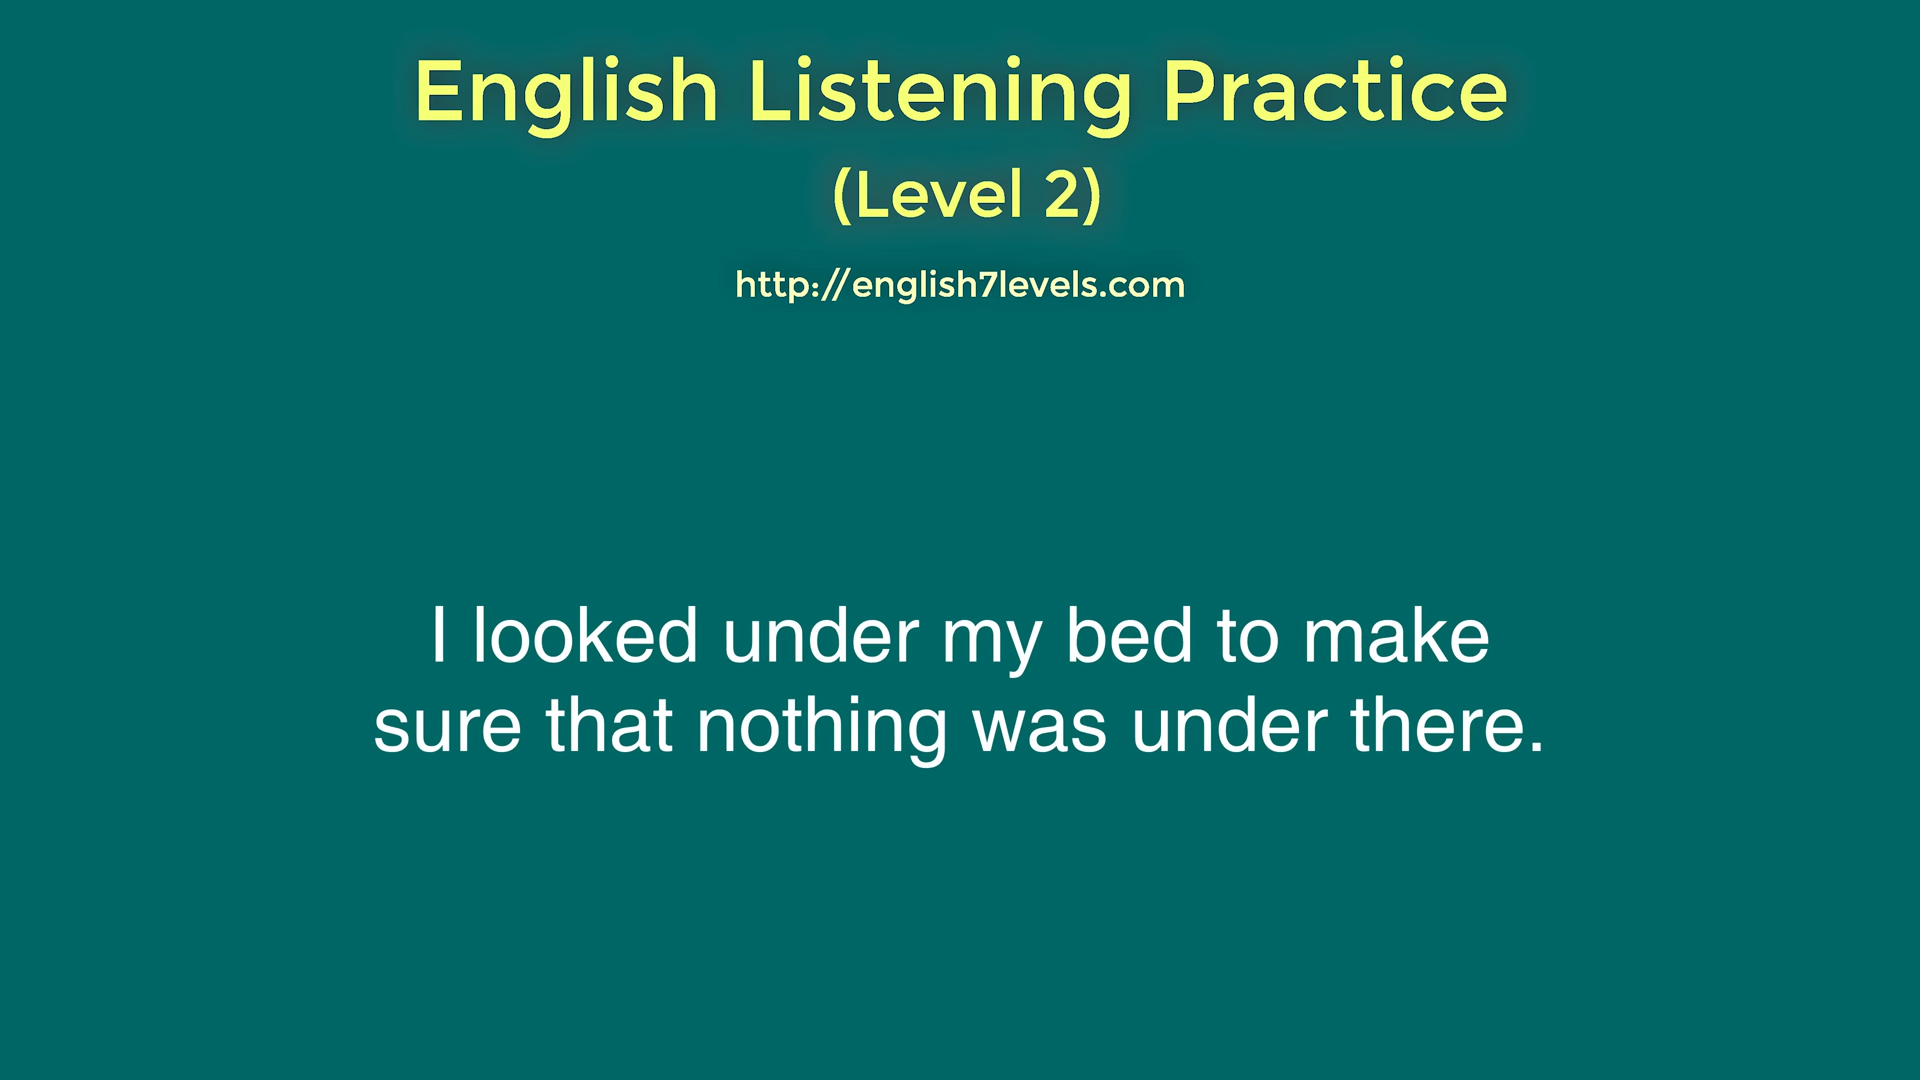 English Listening Practice
(Level 2)
http://english7levels.com
I looked under my bed to make
sure that nothing was under there.